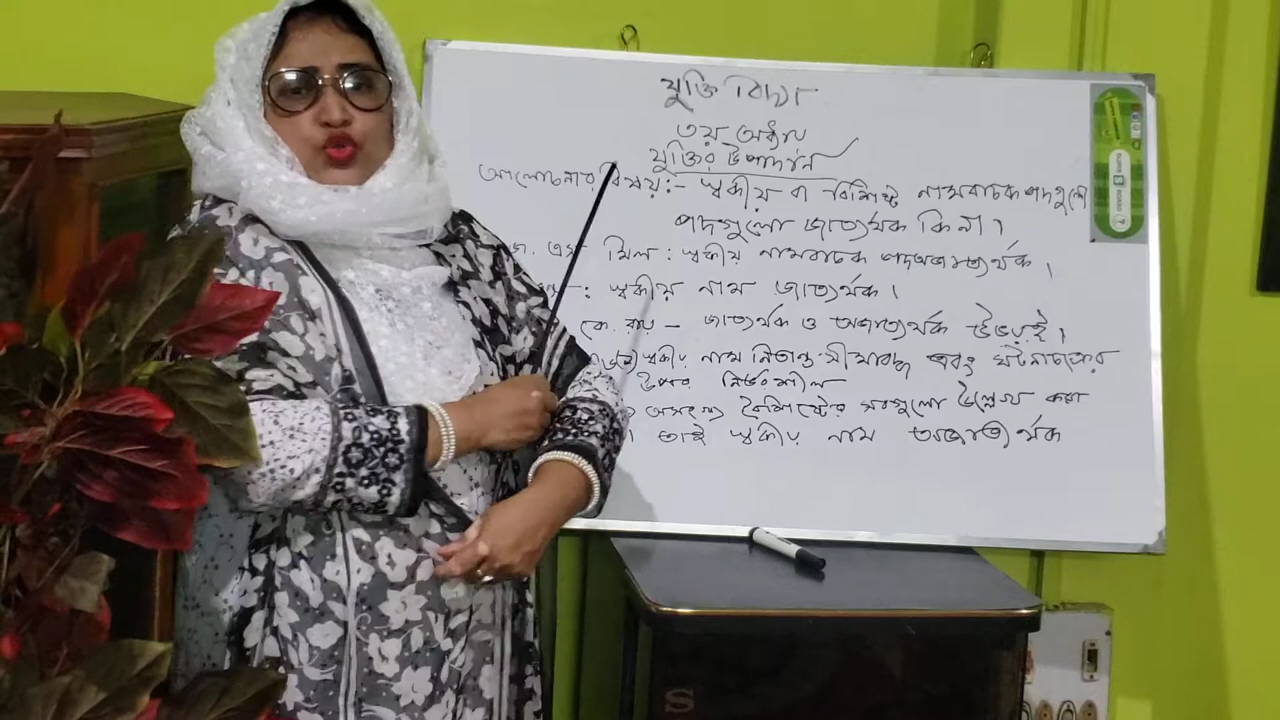 যুক্তি বিদ্যা
৩য় অধ্যায়
যুক্তির উপাদান
আলোচনার বিষয়:- স্বকীয় বা বিশিষ্ট নামবাচক পদগুলো
পদগুলো জাত্যর্থক কি না।
জে. এস মিল : স্বকীয় নামবাচক পদ অজাত্যর্থক।
: স্বকীয় নাম জাত্যর্থক।
কে. রায় – জাত্যর্থক ও অজাত্যর্থক উভয়ই।
স্বকীয় নাম নিতান্ত সীমাবদ্ধ এবং ঘটনাচক্রের
উপর নির্ভরশীল
অসংখ্য বৈশিষ্টের সবগুলো উল্লেখ করা
তাই স্বকীয় নাম অজাত্যর্থক